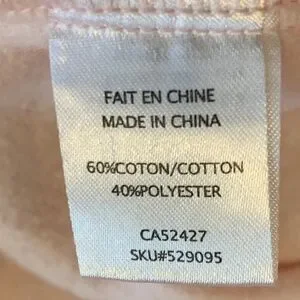 FAIT EN CHINE
MADE IN CHINA
60%COTON/COTTON
40%POLYESTER
CA52427
SKU#529095